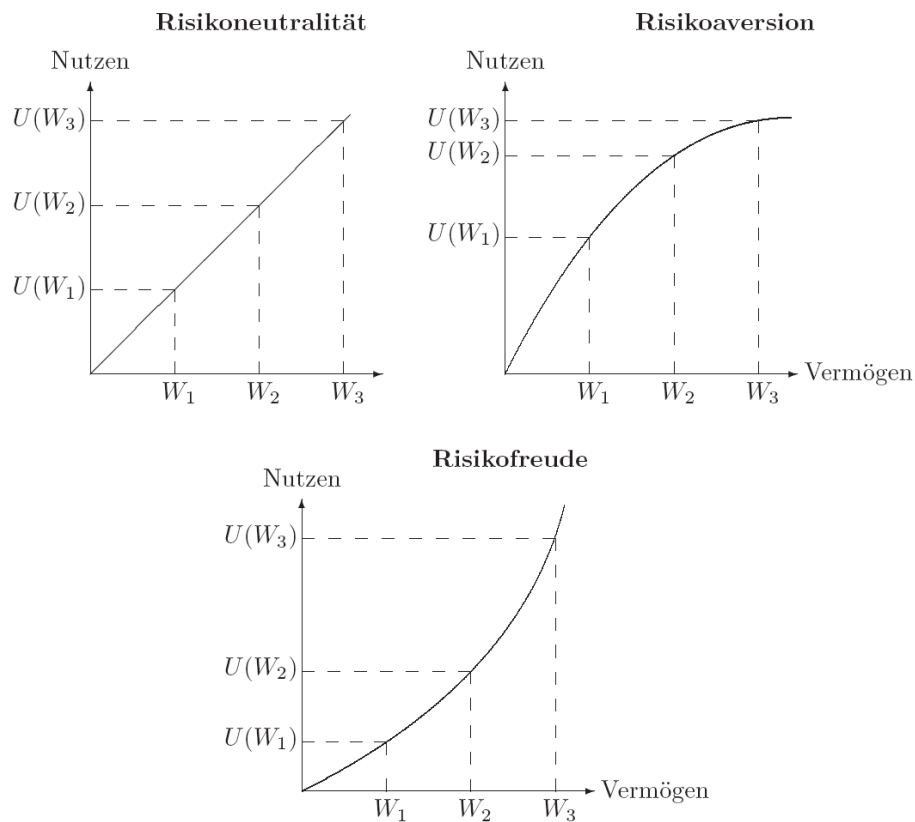 Risikoneutralität
Nutzen
U(W₃)
U(W₂)
U(W₁)
W₁ W₂ W₃
Risikoaversion
Nutzen
U(W₃)
U(W₂)
U(W₁)
W₁ W₂ W₃
Vermögen
Risikofreude
Nutzen
U(W₃)
U(W₂)
U(W₁)
W₁ W₂ W₃
Vermögen